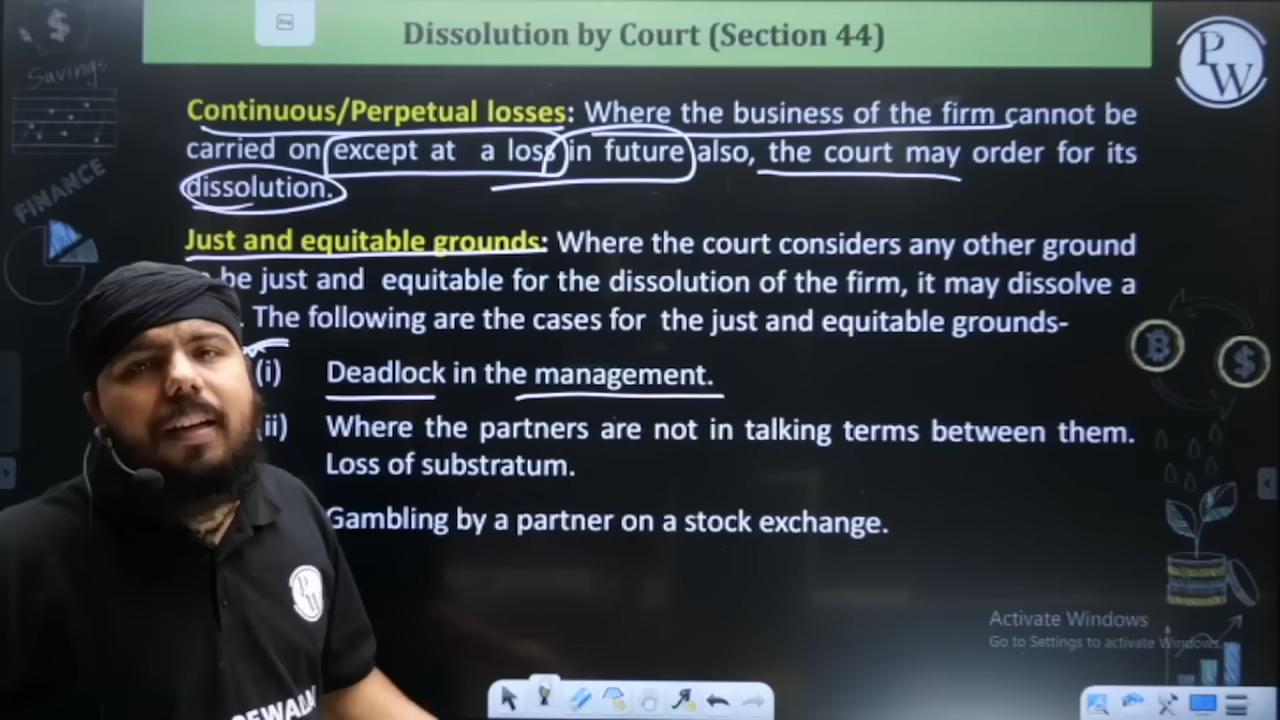 Dissolution by Court (Section 44)
Savings
P
W
Continuous/Perpetual losses: Where the business of the firm cannot be
carried on except at a loss in future also, the court may order for its
dissolution.
FINANCE
Just and equitable grounds: Where the court considers any other ground
be just and equitable for the dissolution of the firm, it may dissolve a
. The following are the cases for the just and equitable grounds-
(i) Deadlock in the management.
ii) Where the partners are not in talking terms between them.
Loss of substratum.
Gambling by a partner on a stock exchange.
P
W
Activate Windows
Go to Settings to activate Windows.